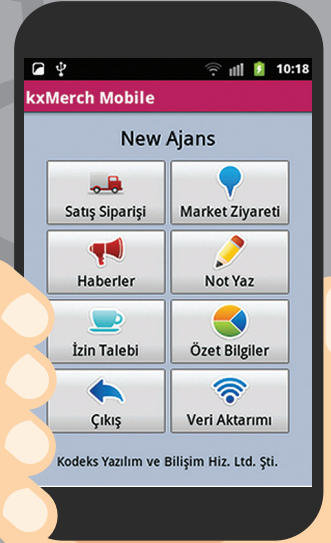 10:18
kxMerch Mobile
New Ajans
Satış Siparişi
Market Ziyareti
Haberler
Not Yaz
İzin Talebi
Özet Bilgiler
Çıkış
Veri Aktarımı
Kodeks Yazılım ve Bilişim Hiz. Ltd. Şti.